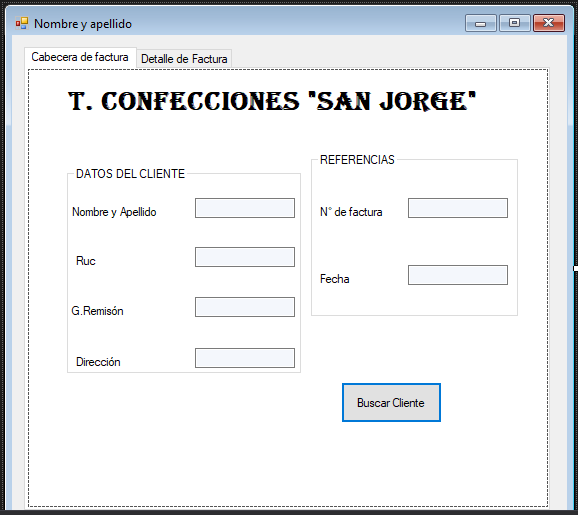 Nombre y apellido
Cabecera de factura
Detalle de Factura
T. CONFECCIONES "SAN JORGE"
DATOS DEL CLIENTE
Nombre y Apellido
Ruc
G.Remisón
Dirección
REFERENCIAS
N° de factura
Fecha
Buscar Cliente